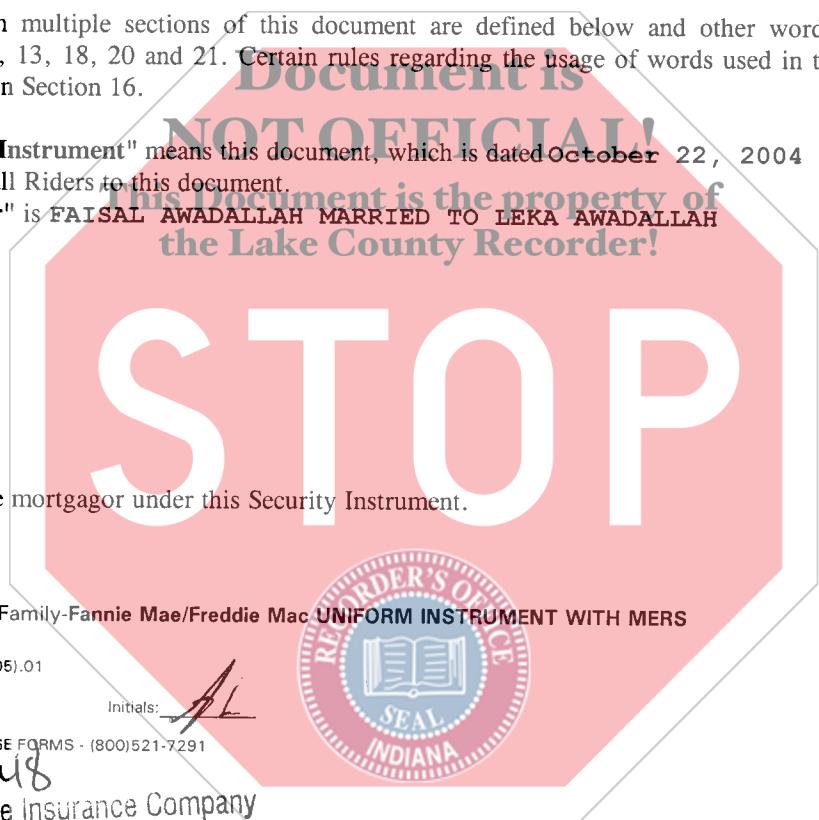 multiple sections of this document are defined below and other word
, 13, 18, 20 and 21. Certain rules regarding the usage of words used in t
n Section 16.
Document is
NOT OFFICIAL!
Instrument" means this document, which is dated October 22, 2004
ll Riders to this document.
This Document is the property of
" is FAISAL AWADALLAH MARRIED TO LEKA AWADALLAH
the Lake County Recorder!
STOP
e mortgagor under this Security Instrument.
RECORDER'S OFFICE
Family-Fannie Mae/Freddie Mac UNIFORM INSTRUMENT WITH MERS
05).01
Initials:
SEAL
INDIANA
SE FORMS - (800)521-7291
48
e Insurance Company